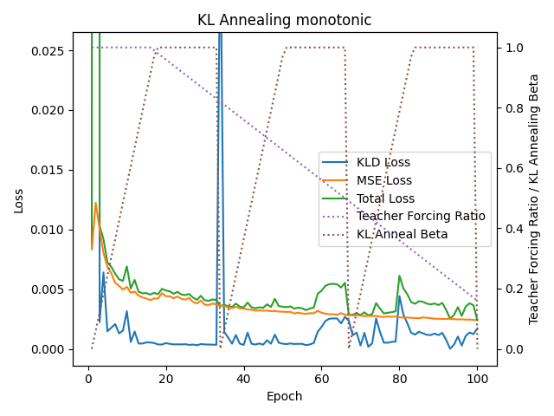 KL Annealing monotonic
0.025
0.020
0.015
0.010
0.005
0.000
Loss
0
20
40
60
80
100
Epoch
1.0
0.8
0.6
0.4
0.2
0.0
Teacher Forcing Ratio / KL Annealing Beta
KLD Loss
MSE Loss
Total Loss
Teacher Forcing Ratio
KL Anneal Beta